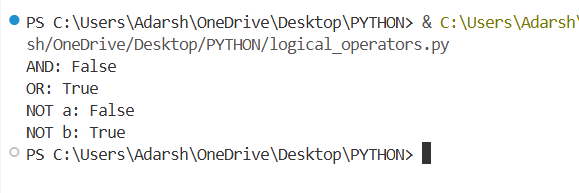 PS C:\Users\Adarsh\OneDrive\Desktop\PYTHON> & C:\Users\Adarsh\
sh/OneDrive/Desktop/PYTHON/logical_operators.py
AND: False
OR: True
NOT a: False
NOT b: True
PS C:\Users\Adarsh\OneDrive\Desktop\PYTHON>